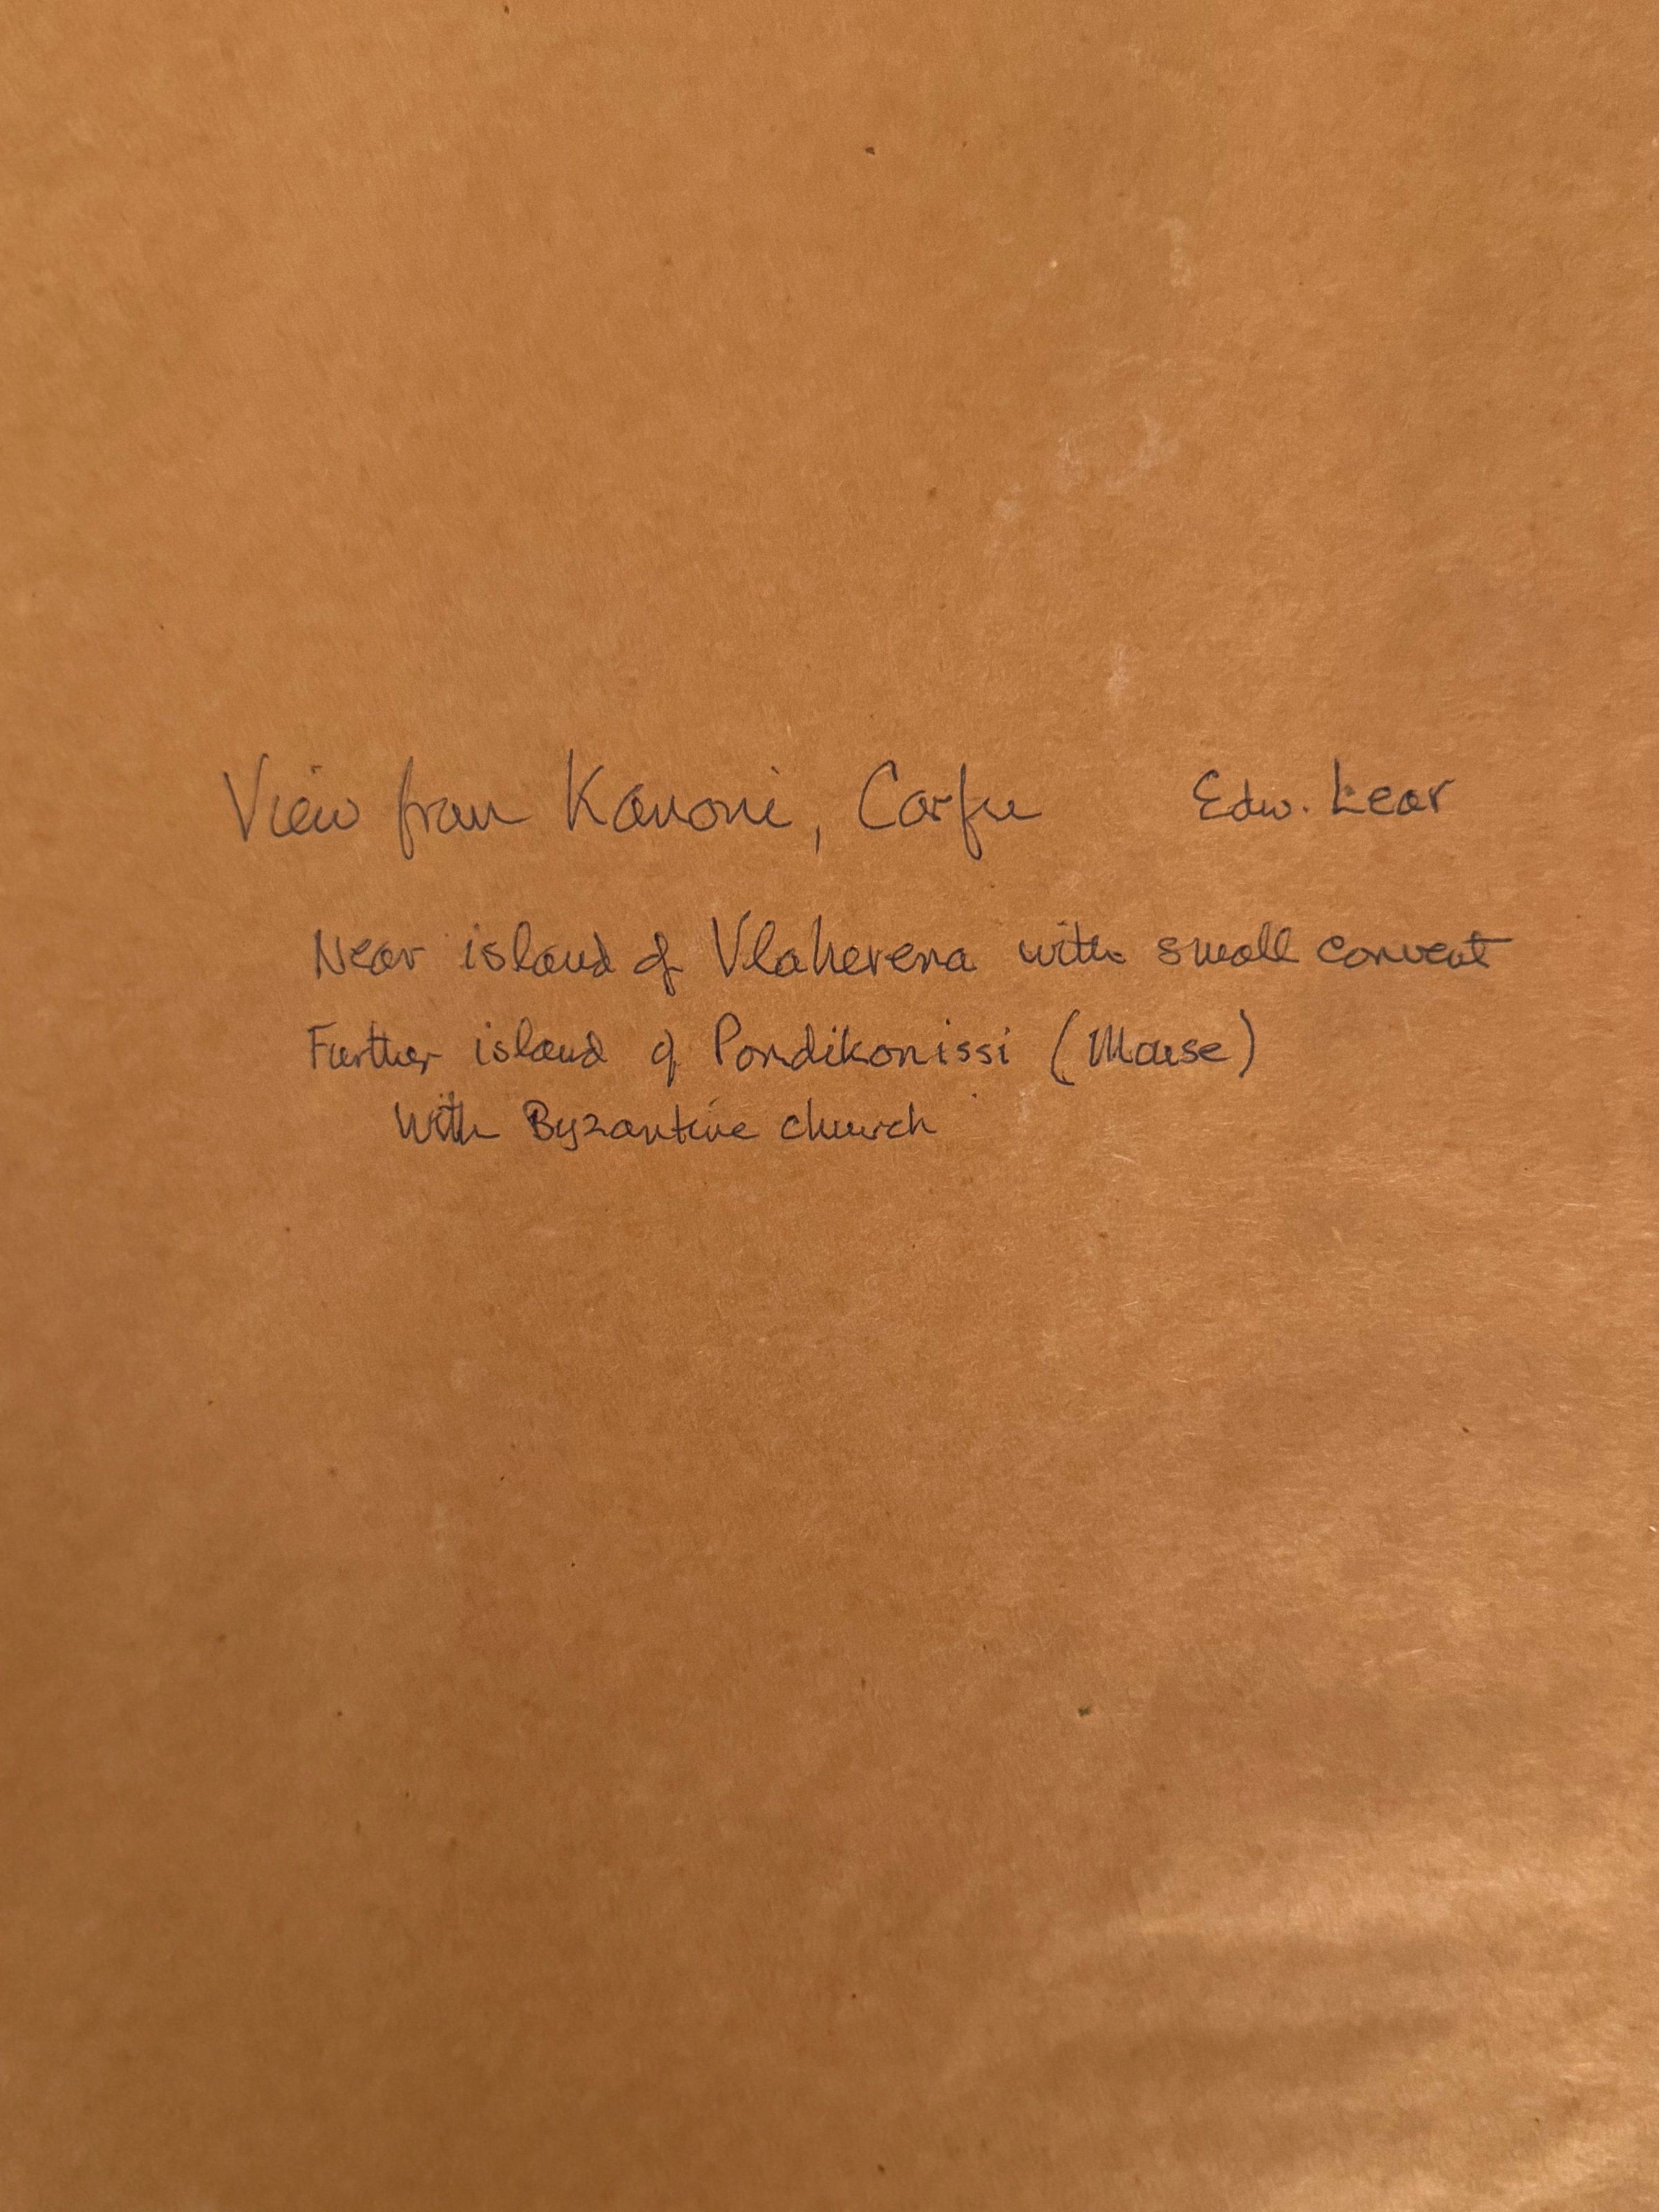 View from Kanoni, Corfu Edw. Lear
Near island of Vlaherena with small convent
Further island of Pondikonissi (Mouse)
with Byzantine church